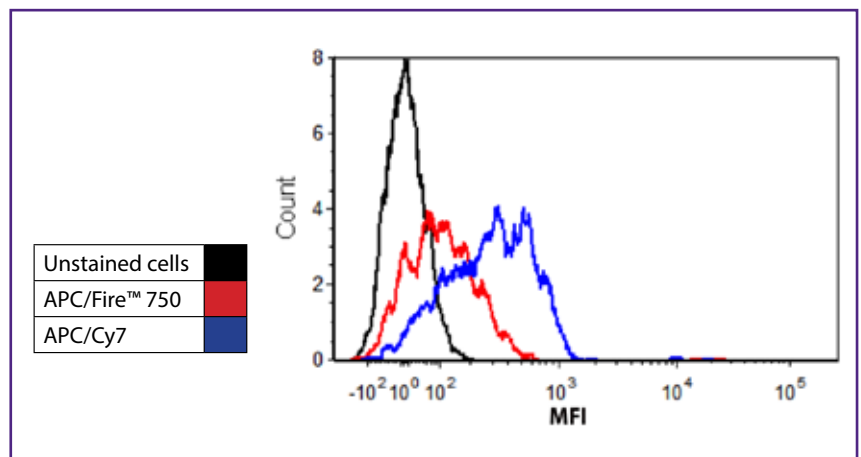 Unstained cells
APC/Fire™ 750
APC/Cy7
Count
8
6
4
2
0
-10² 10⁰ 10² 10³ 10⁴ 10⁵
MFI